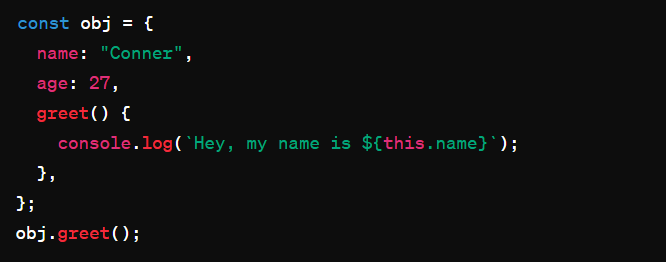 const obj = {
  name: "Conner",
  age: 27,
  greet() {
    console.log(`Hey, my name is ${this.name}`);
  },
};
obj.greet();